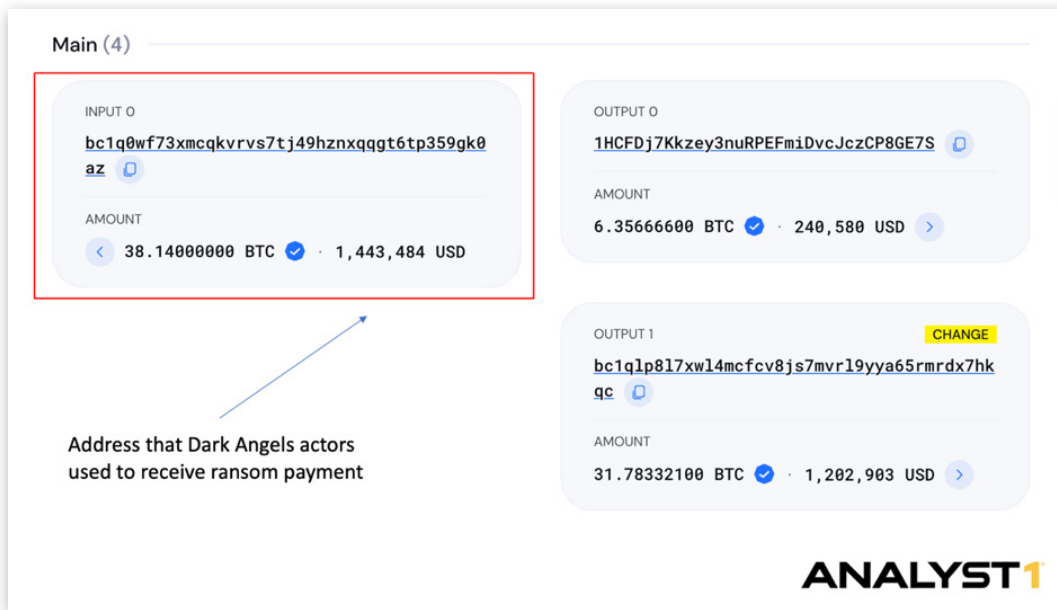 Main (4)
INPUT 0
bc1q0wf73xmcqkvrvs7tj49hznxqqgt6tp359gk0
az
AMOUNT
38.14000000 BTC · 1,443,484 USD
Address that Dark Angels actors
used to receive ransom payment
OUTPUT 0
1HCFDj7Kkzey3nuRPEFmiDvcJczCP8GE7S
AMOUNT
6.35666600 BTC · 240,580 USD
OUTPUT 1
CHANGE
bc1qlp8l7xwl4mcfcv8js7mvrl9yya65rmrdx7hk
qc
AMOUNT
31.78332100 BTC · 1,202,903 USD
ANALYST1